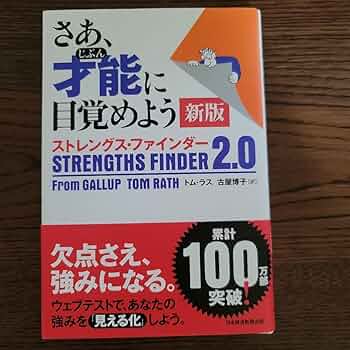 さあ、
じぶん
才能に
目覚めよう 新版
ストレングス・ファインダー
STRENGTHS FINDER 2.0
From GALLUP TOM RATH トム・ラス 古屋博子［訳］
欠点さえ、
強みになる。
ウェブテストで、あなたの
強みを「見える化」しよう。
累計
100万部
突破!
日本経済新聞出版